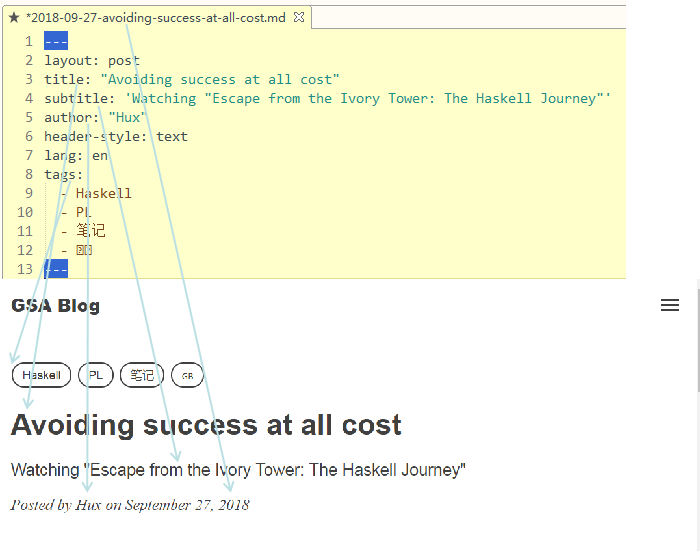 *2018-09-27-avoiding-success-at-all-cost.md
1 ---
2 layout: post
3 title: "Avoiding success at all cost"
4 subtitle: 'Watching "Escape from the Ivory Tower: The Haskell Journey"'
5 author: "Hux"
6 header-style: text
7 lang: en
8 tags:
9 - Haskell
10 - PL
11 - 笔记
12 -
13 ---
GSA Blog
Haskell PL 笔记 GB
Avoiding success at all cost
Watching "Escape from the Ivory Tower: The Haskell Journey"
Posted by Hux on September 27, 2018